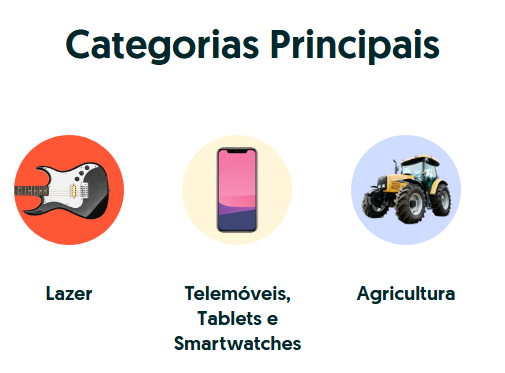 Categorias Principais
Lazer
Telemóveis,
Tablets e
Smartwatches
Agricultura